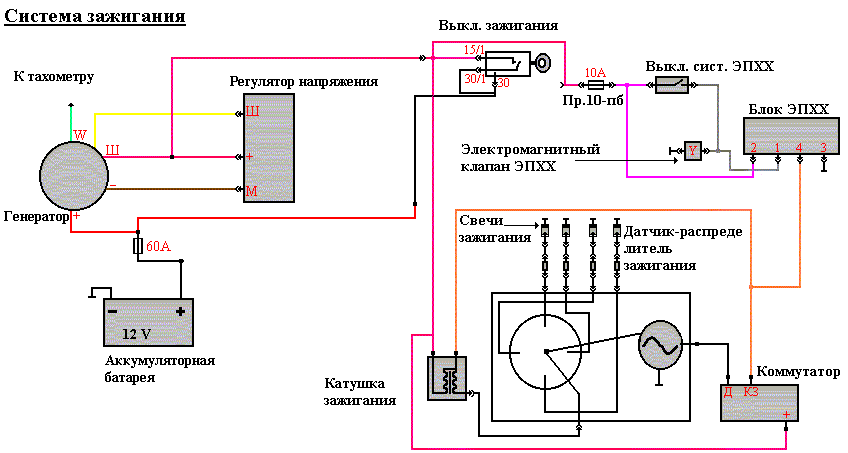 Система зажигания
Выкл. зажигания
15/1
30/1
30
К тахометру
Регулятор напряжения
10А
Пр.10-пб
Выкл. сист. ЭПХХ
Блок ЭПХХ
2 1 4 3
W
Ш
Ш
+
–
М
Y
Электромагнитный
клапан ЭПХХ
Генератор
+
60А
Свечи
зажигания
Датчик-распреде
литель
зажигания
– +
12 V
Аккумуляторная
батарея
Катушка
зажигания
Коммутатор
Д КЗ
+